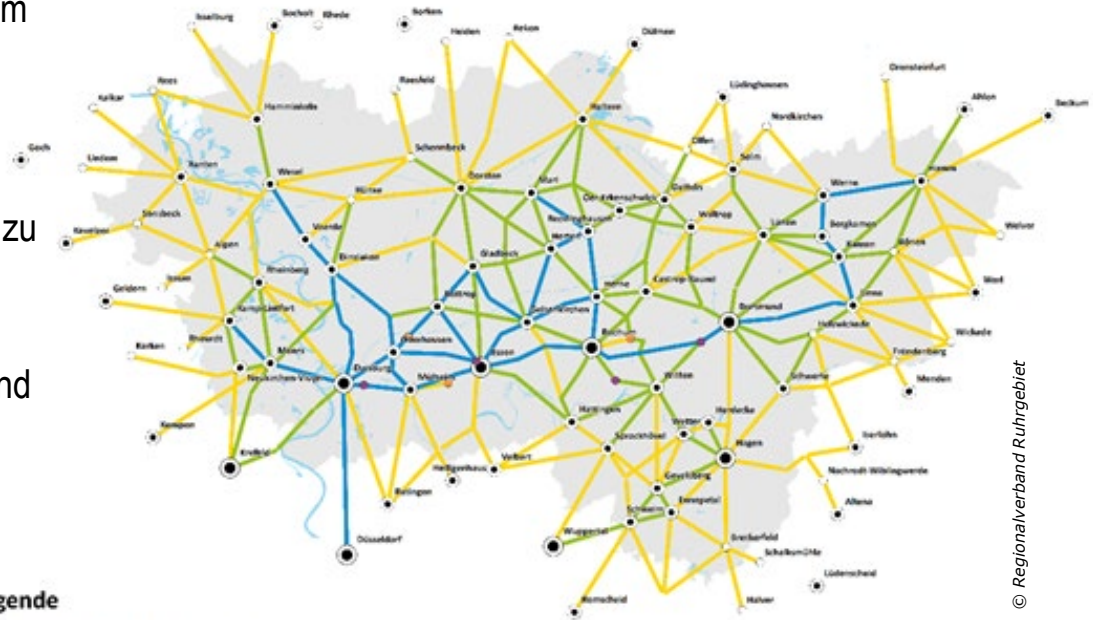 m
Isselburg
Bocholt
Rhede
Borken
Heiden
Reken
Dülmen
Drensteinfurt
Rees
Raesfeld
Lüdinghausen
Ahlen
Beckum
Kalkar
Hamminkeln
Haltern
Nordkirchen
Goch
Uedem
Xanten
Schermbeck
Olfen
Selm
Hamm
Wesel
Hünxe
Dorsten
Marl
Oer-Erkenschwick
Datteln
Werne
zu
Sonsbeck
Kevelaer
Voerde
Recklinghausen
Waltrop
Lünen
Bergkamen
Welver
Alpen
Dinslaken
Gladbeck
Herten
Kamen
Bönen
Issum
Rheinberg
Castrop-Rauxel
Geldern
Bottrop
Herne
Unna
Werl
Kamp-Lintfort
Gelsenkirchen
Dortmund
Rheurdt
Oberhausen
Bochum
Holzwickede
Wickede
Kerken
Moers
Essen
Fröndenberg
Neukirchen-Vluyn
Duisburg
Mülheim
Witten
Schwerte
Menden
nd
Kempen
Hattingen
Wetter
Herdecke
Iserlohn
Krefeld
Sprockhövel
Hagen
Velbert
Heiligenhaus
Nachrodt-Wiblingwerde
Ratingen
Gevelsberg
Ennepetal
Altena
Schwelm
Düsseldorf
Wuppertal
Breckerfeld
Schalksmühle
Lüdenscheid
Remscheid
Halver
gende
© Regionalverband Ruhrgebiet